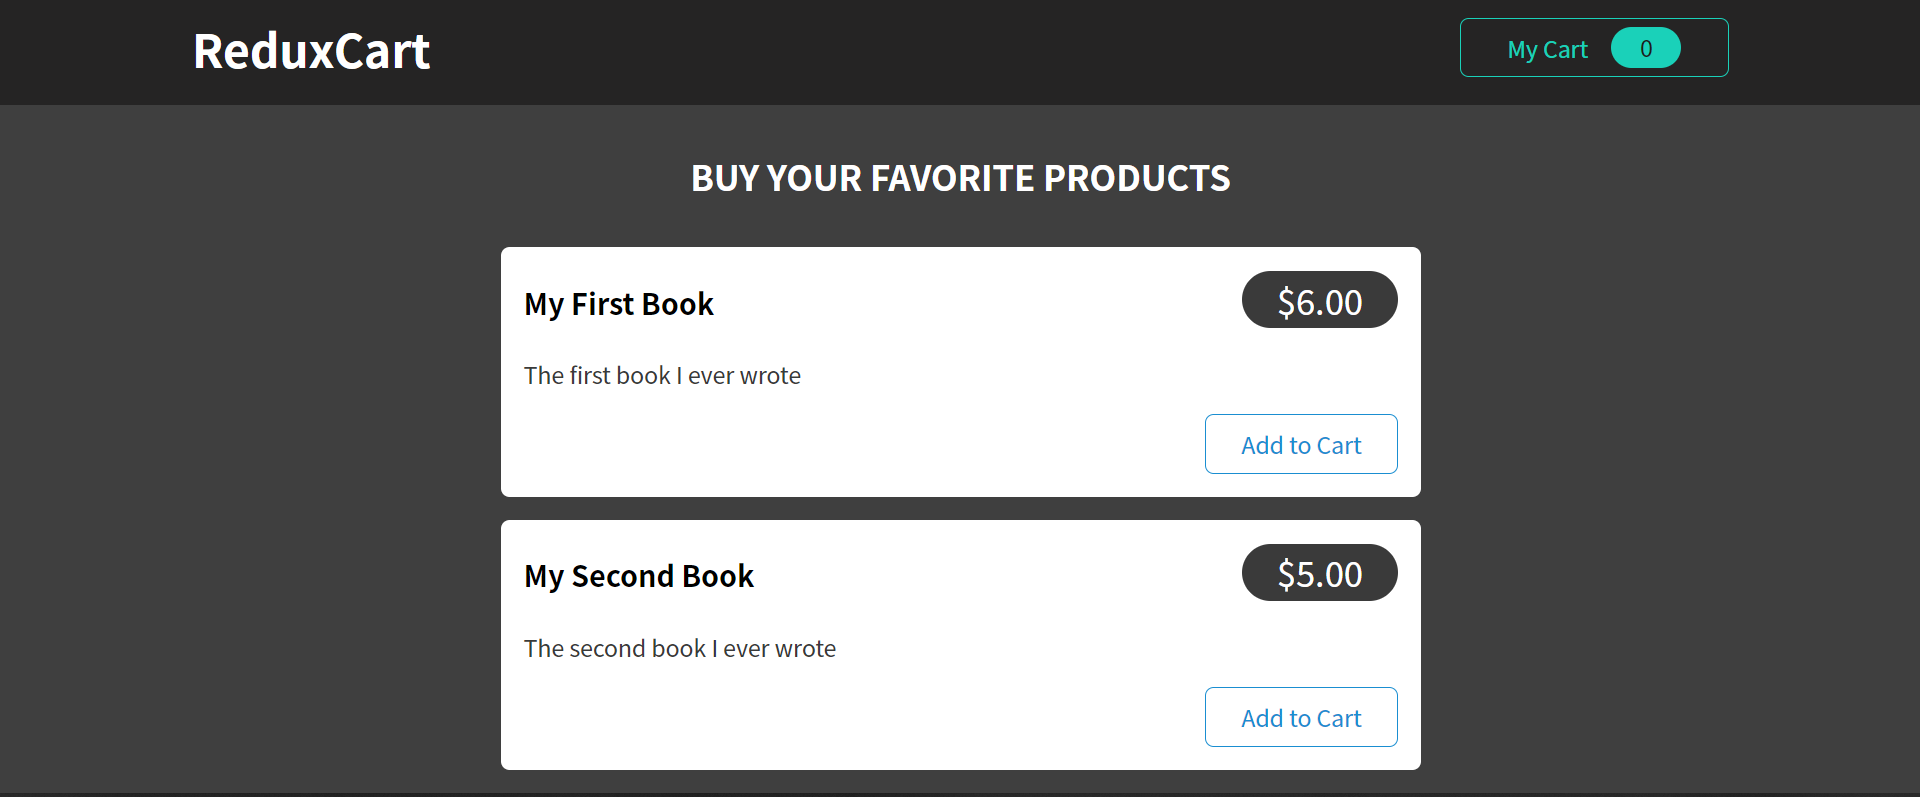 ReduxCart
My Cart 0
BUY YOUR FAVORITE PRODUCTS
My First Book
$6.00
The first book I ever wrote
Add to Cart
My Second Book
$5.00
The second book I ever wrote
Add to Cart